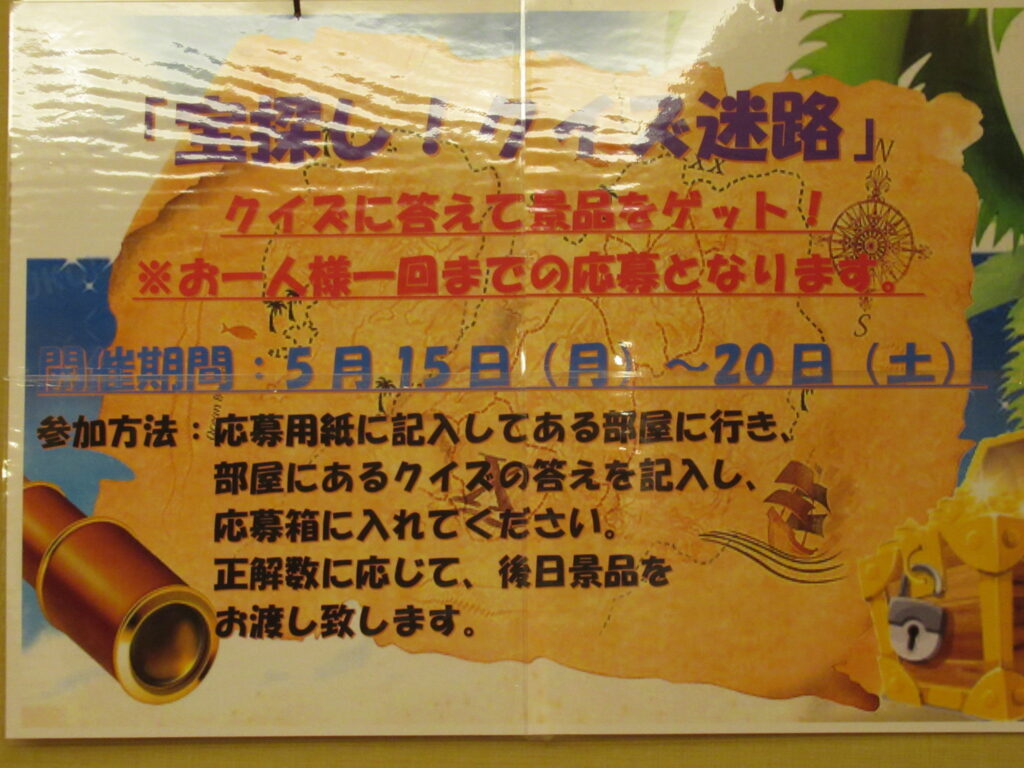 「宝探し！クイズ迷路」
クイズに答えて景品をゲット！
※お一人様一回までの応募となります。
開催期間：5月15日（月）～20日（土）
参加方法：応募用紙に記入してある部屋に行き、
部屋にあるクイズの答えを記入し、
応募箱に入れてください。
正解数に応じて、後日景品を
お渡し致します。
N
S